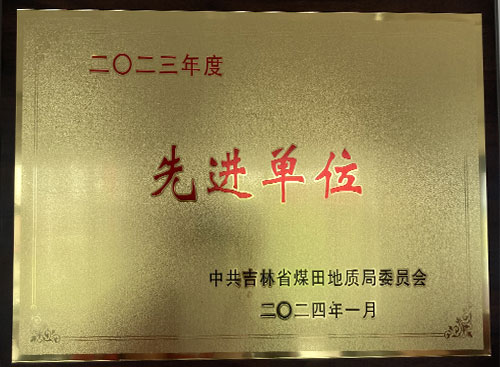 二〇二三年度
先进单位
中共吉林省煤田地质局委员会
二〇二四年一月